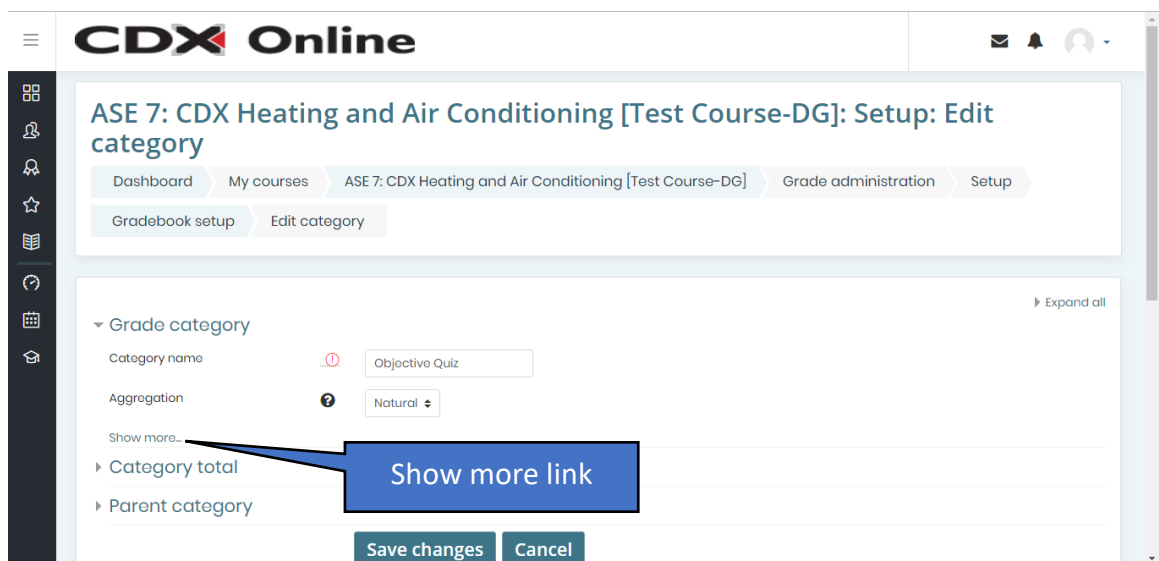 CDX Online
ASE 7: CDX Heating and Air Conditioning [Test Course-DG]: Setup: Edit
category
Dashboard My courses ASE 7: CDX Heating and Air Conditioning [Test Course-DG] Grade administration Setup
Gradebook setup Edit category
Expand all
Grade category
Category name Objective Quiz
Aggregation Natural
Show more...
Show more link
Category total
Parent category
Save changes Cancel